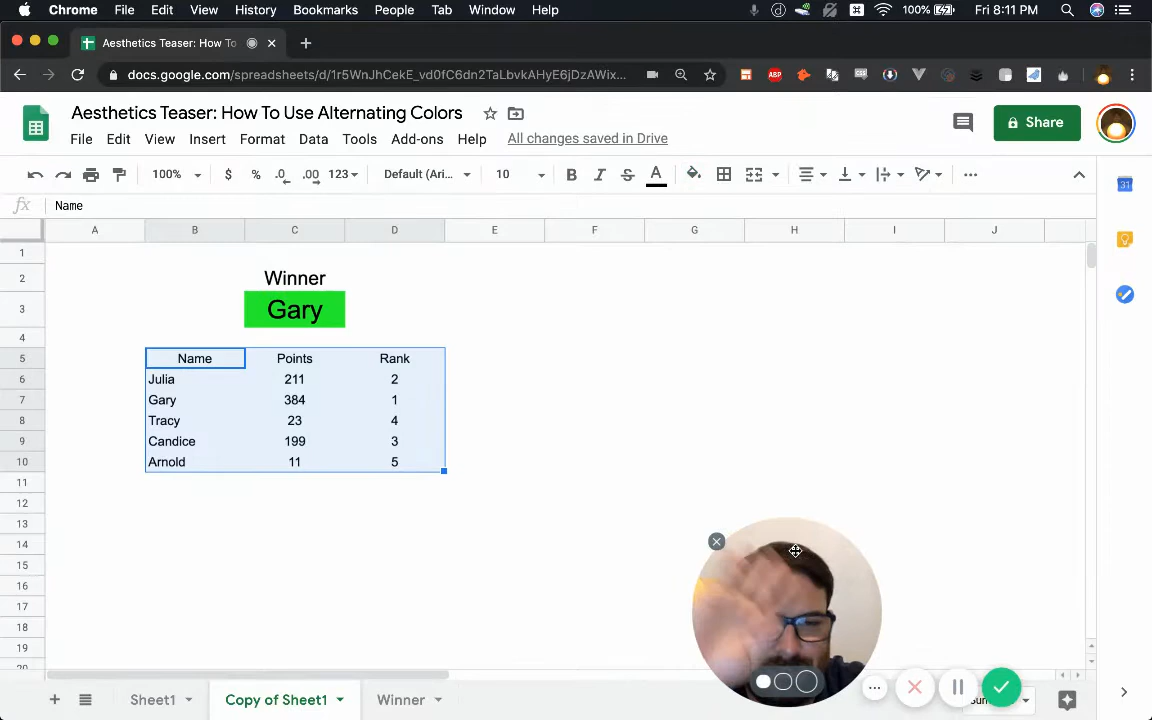 Chrome File Edit View History Bookmarks People Tab Window Help 100% Fri 8:11 PM
Aesthetics Teaser: How To
docs.google.com/spreadsheets/d/1r5WnJhCekE_vd0fC6dn2TaLbvkAHyE6jDzAWix...
ABP
Aesthetics Teaser: How To Use Alternating Colors
File Edit View Insert Format Data Tools Add-ons Help All changes saved in Drive
Share
100% $ % .0 .00 123 Default (Ari... 10 B I S A
31
fx Name
A B C D E F G H I J
1
2 Winner
3 Gary
4
5 Name Points Rank
6 Julia 211 2
7 Gary 384 1
8 Tracy 23 4
9 Candice 199 3
10 Arnold 11 5
11
12
13
14
15
16
17
18
19
20
Sheet1 Copy of Sheet1 Winner